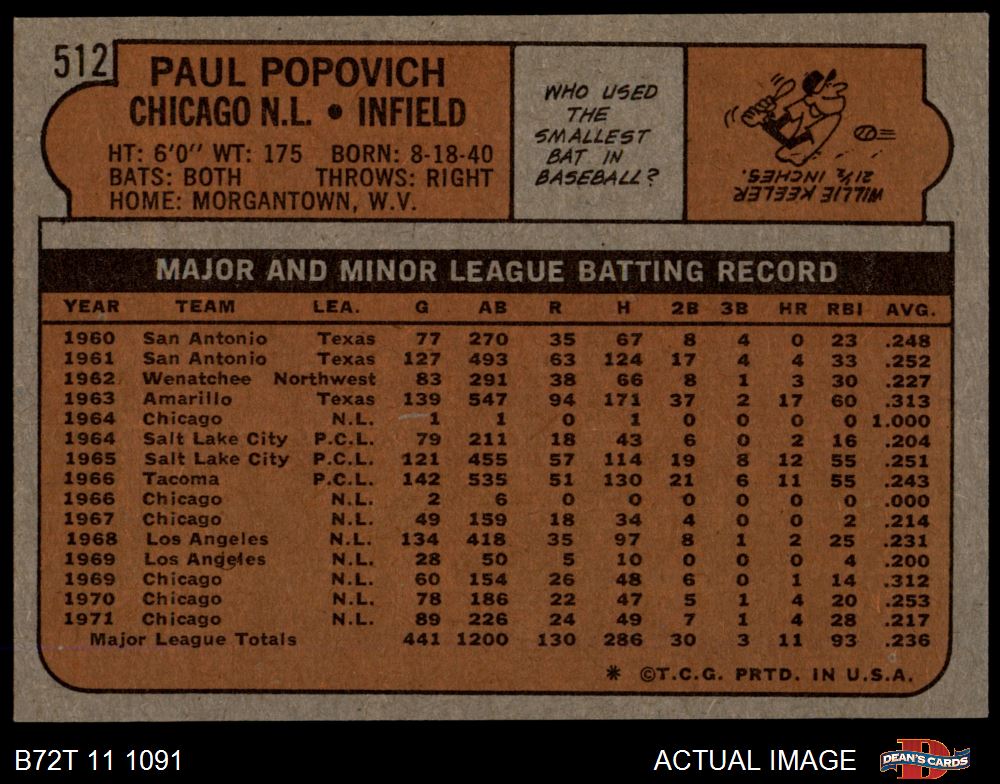 512
PAUL POPOVICH
CHICAGO N.L. • INFIELD
HT: 6'0" WT: 175 BORN: 8-18-40
BATS: BOTH THROWS: RIGHT
HOME: MORGANTOWN, W.V.
WHO USED
THE
SMALLEST
BAT IN
BASEBALL?
WILLIE KEELER
21½ INCHES.
MAJOR AND MINOR LEAGUE BATTING RECORD
YEAR TEAM LEA. G AB R H 2B 3B HR RBI AVG.
1960 San Antonio Texas 77 270 35 67 8 4 0 23 .248
1961 San Antonio Texas 127 493 63 124 17 4 4 33 .252
1962 Wenatchee Northwest 83 291 38 66 8 1 3 30 .227
1963 Amarillo Texas 139 547 94 171 37 2 17 60 .313
1964 Chicago N.L. 1 1 0 1 0 0 0 0 1.000
1964 Salt Lake City P.C.L. 79 211 18 43 6 0 2 16 .204
1965 Salt Lake City P.C.L. 121 455 57 114 19 8 12 55 .251
1966 Tacoma P.C.L. 142 535 51 130 21 6 11 55 .243
1966 Chicago N.L. 2 6 0 0 0 0 0 0 .000
1967 Chicago N.L. 49 159 18 34 4 0 0 2 .214
1968 Los Angeles N.L. 134 418 35 97 8 1 2 25 .231
1969 Los Angeles N.L. 28 50 5 10 0 0 0 4 .200
1969 Chicago N.L. 60 154 26 48 6 0 1 14 .312
1970 Chicago N.L. 78 186 22 47 5 1 4 20 .253
1971 Chicago N.L. 89 226 24 49 7 1 4 28 .217
Major League Totals 441 1200 130 286 30 3 11 93 .236
* ©T.C.G. PRTD. IN U.S.A.
B72T 11 1091
ACTUAL IMAGE
D
DEAN'S CARDS